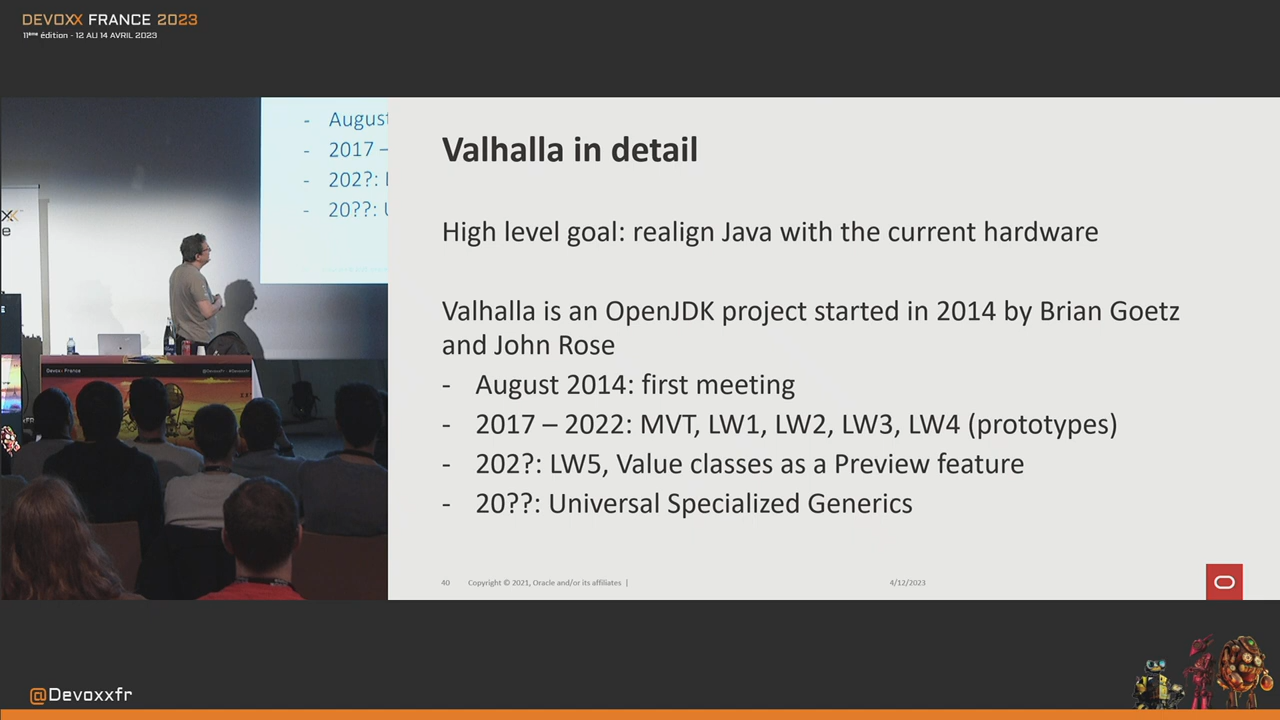 DEVOXX FRANCE 2023
11ème édition - 12 AU 14 AVRIL 2023
- August
- 2017 –
- 202?:
- 20??:
Devoxx France
Valhalla in detail
High level goal: realign Java with the current hardware
Valhalla is an OpenJDK project started in 2014 by Brian Goetz
and John Rose
- August 2014: first meeting
- 2017 – 2022: MVT, LW1, LW2, LW3, LW4 (prototypes)
- 202?: LW5, Value classes as a Preview feature
- 20??: Universal Specialized Generics
40 Copyright © 2021, Oracle and/or its affiliates |
4/12/2023
@Devoxxfr